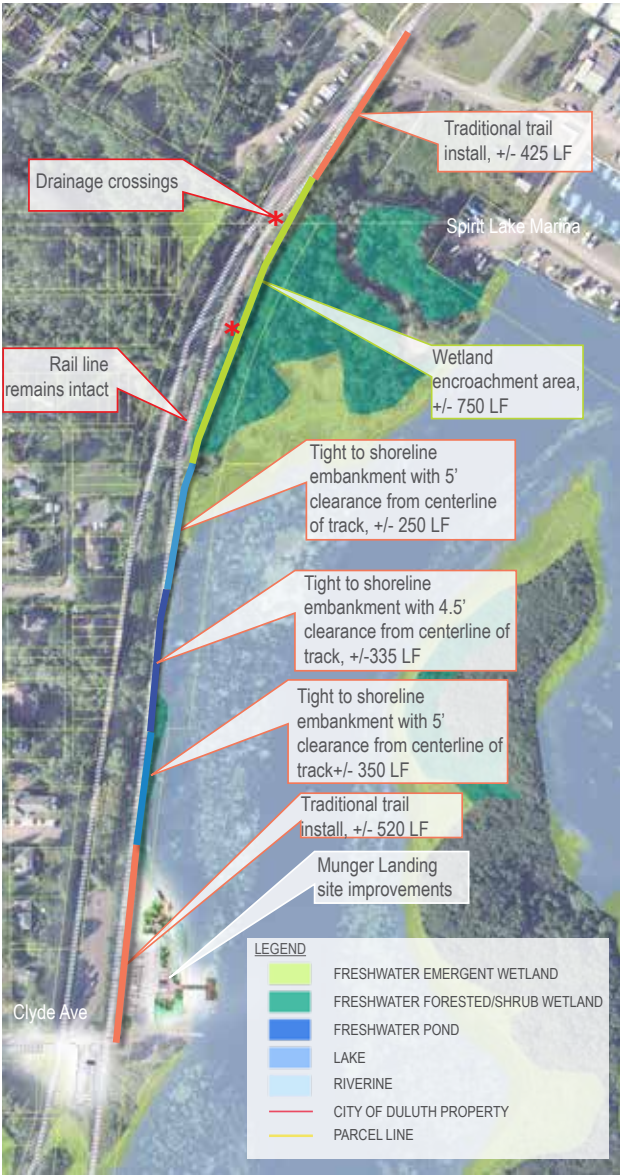 Traditional trail
install, +/- 425 LF
Drainage crossings
Spirit Lake Marina
Rail line
remains intact
Wetland
encroachment area,
+/- 750 LF
Tight to shoreline
embankment with 5'
clearance from centerline
of track, +/- 250 LF
Tight to shoreline
embankment with 4.5'
clearance from centerline of
track, +/-335 LF
Tight to shoreline
embankment with 5'
clearance from centerline of
track+/- 350 LF
Traditional trail
install, +/- 520 LF
Munger Landing
site improvements
Clyde Ave
LEGEND
FRESHWATER EMERGENT WETLAND
FRESHWATER FORESTED/SHRUB WETLAND
FRESHWATER POND
LAKE
RIVERINE
CITY OF DULUTH PROPERTY
PARCEL LINE